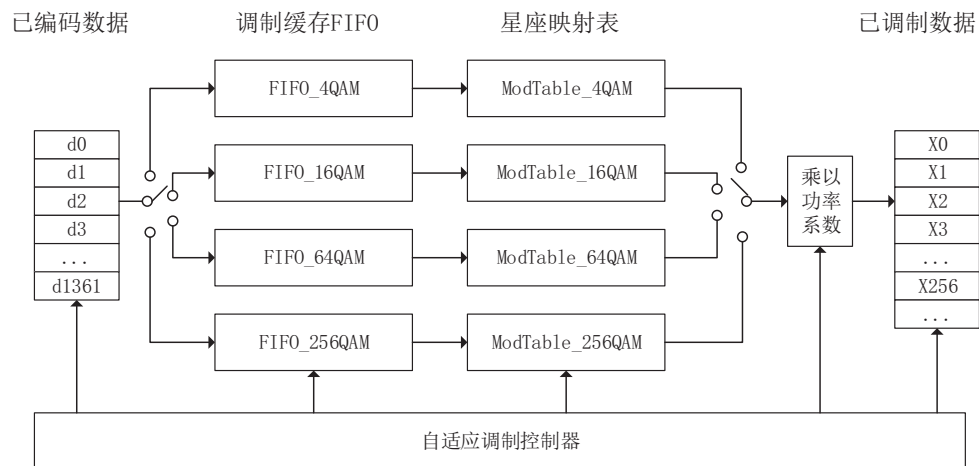 已编码数据
调制缓存FIFO
星座映射表
已调制数据
FIFO_4QAM
ModTable_4QAM
d0
d1
d2
d3
...
d1361
FIFO_16QAM
ModTable_16QAM
FIFO_64QAM
ModTable_64QAM
FIFO_256QAM
ModTable_256QAM
乘以
功率
系数
X0
X1
X2
X3
...
X256
...
自适应调制控制器